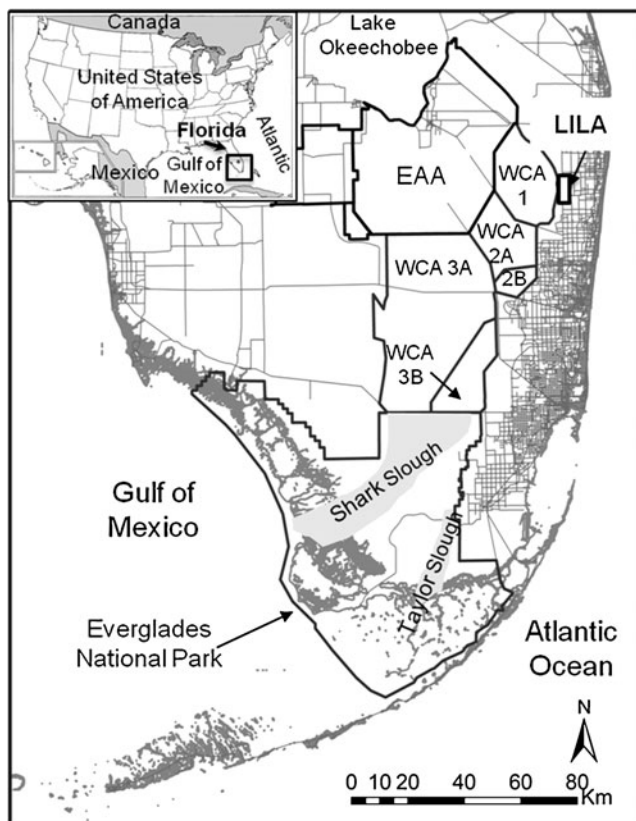 Canada
United States
of America
Florida
Atlantic
Gulf of
Mexico
Mexico
Lake
Okeechobee
LILA
EAA
WCA
1
WCA
2A
2B
WCA 3A
WCA
3B
Shark Slough
Taylor Slough
Gulf of
Mexico
Everglades
National Park
Atlantic
Ocean
N
0 10 20 40 60 80
Km